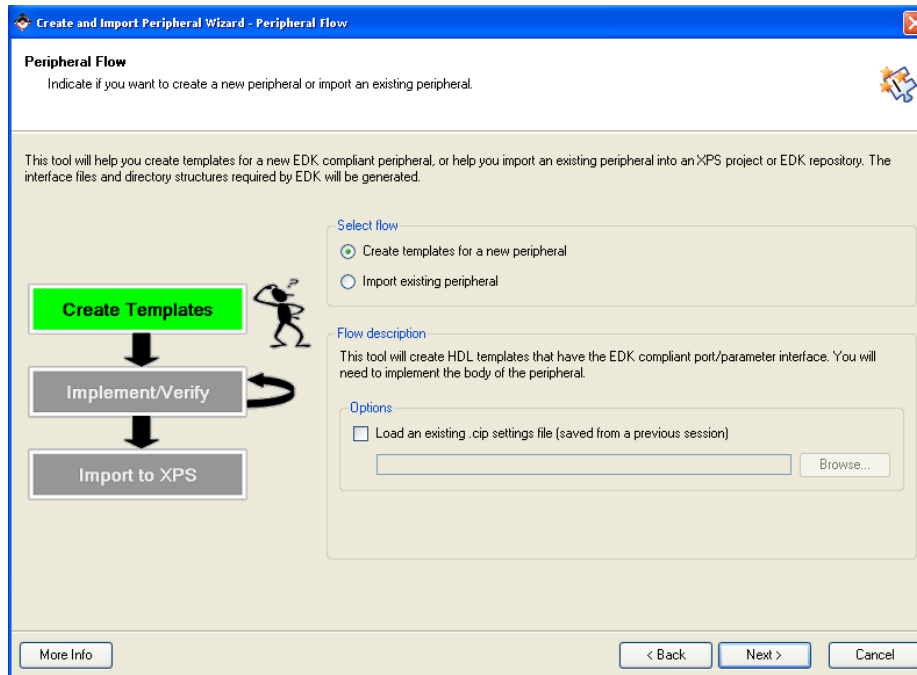 Create and Import Peripheral Wizard - Peripheral Flow
Peripheral Flow
Indicate if you want to create a new peripheral or import an existing peripheral.
This tool will help you create templates for a new EDK compliant peripheral, or help you import an existing peripheral into an XPS project or EDK repository. The
interface files and directory structures required by EDK will be generated.
Select flow
Create templates for a new peripheral
Import existing peripheral
Create Templates
Implement/Verify
Import to XPS
Flow description
This tool will create HDL templates that have the EDK compliant port/parameter interface. You will
need to implement the body of the peripheral.
Options
Load an existing .cip settings file (saved from a previous session)
Browse...
More Info
< Back
Next >
Cancel